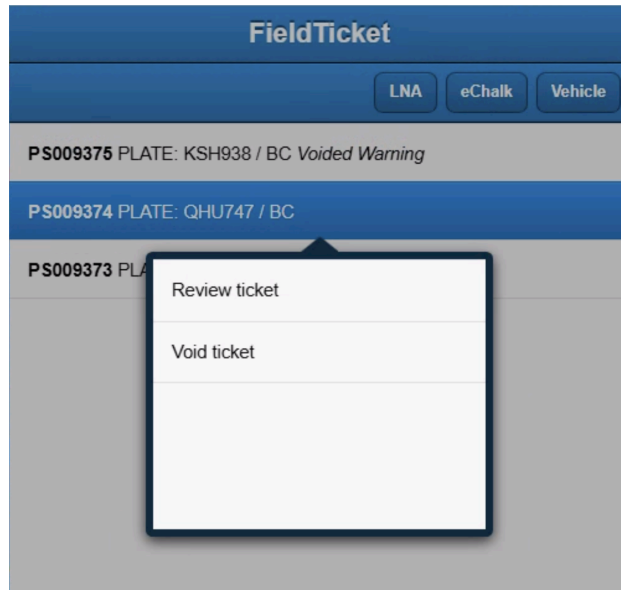 FieldTicket
LNA eChalk Vehicle
PS009375 PLATE: KSH938 / BC Voided Warning
PS009374 PLATE: QHU747 / BC
PS009373
Review ticket
Void ticket